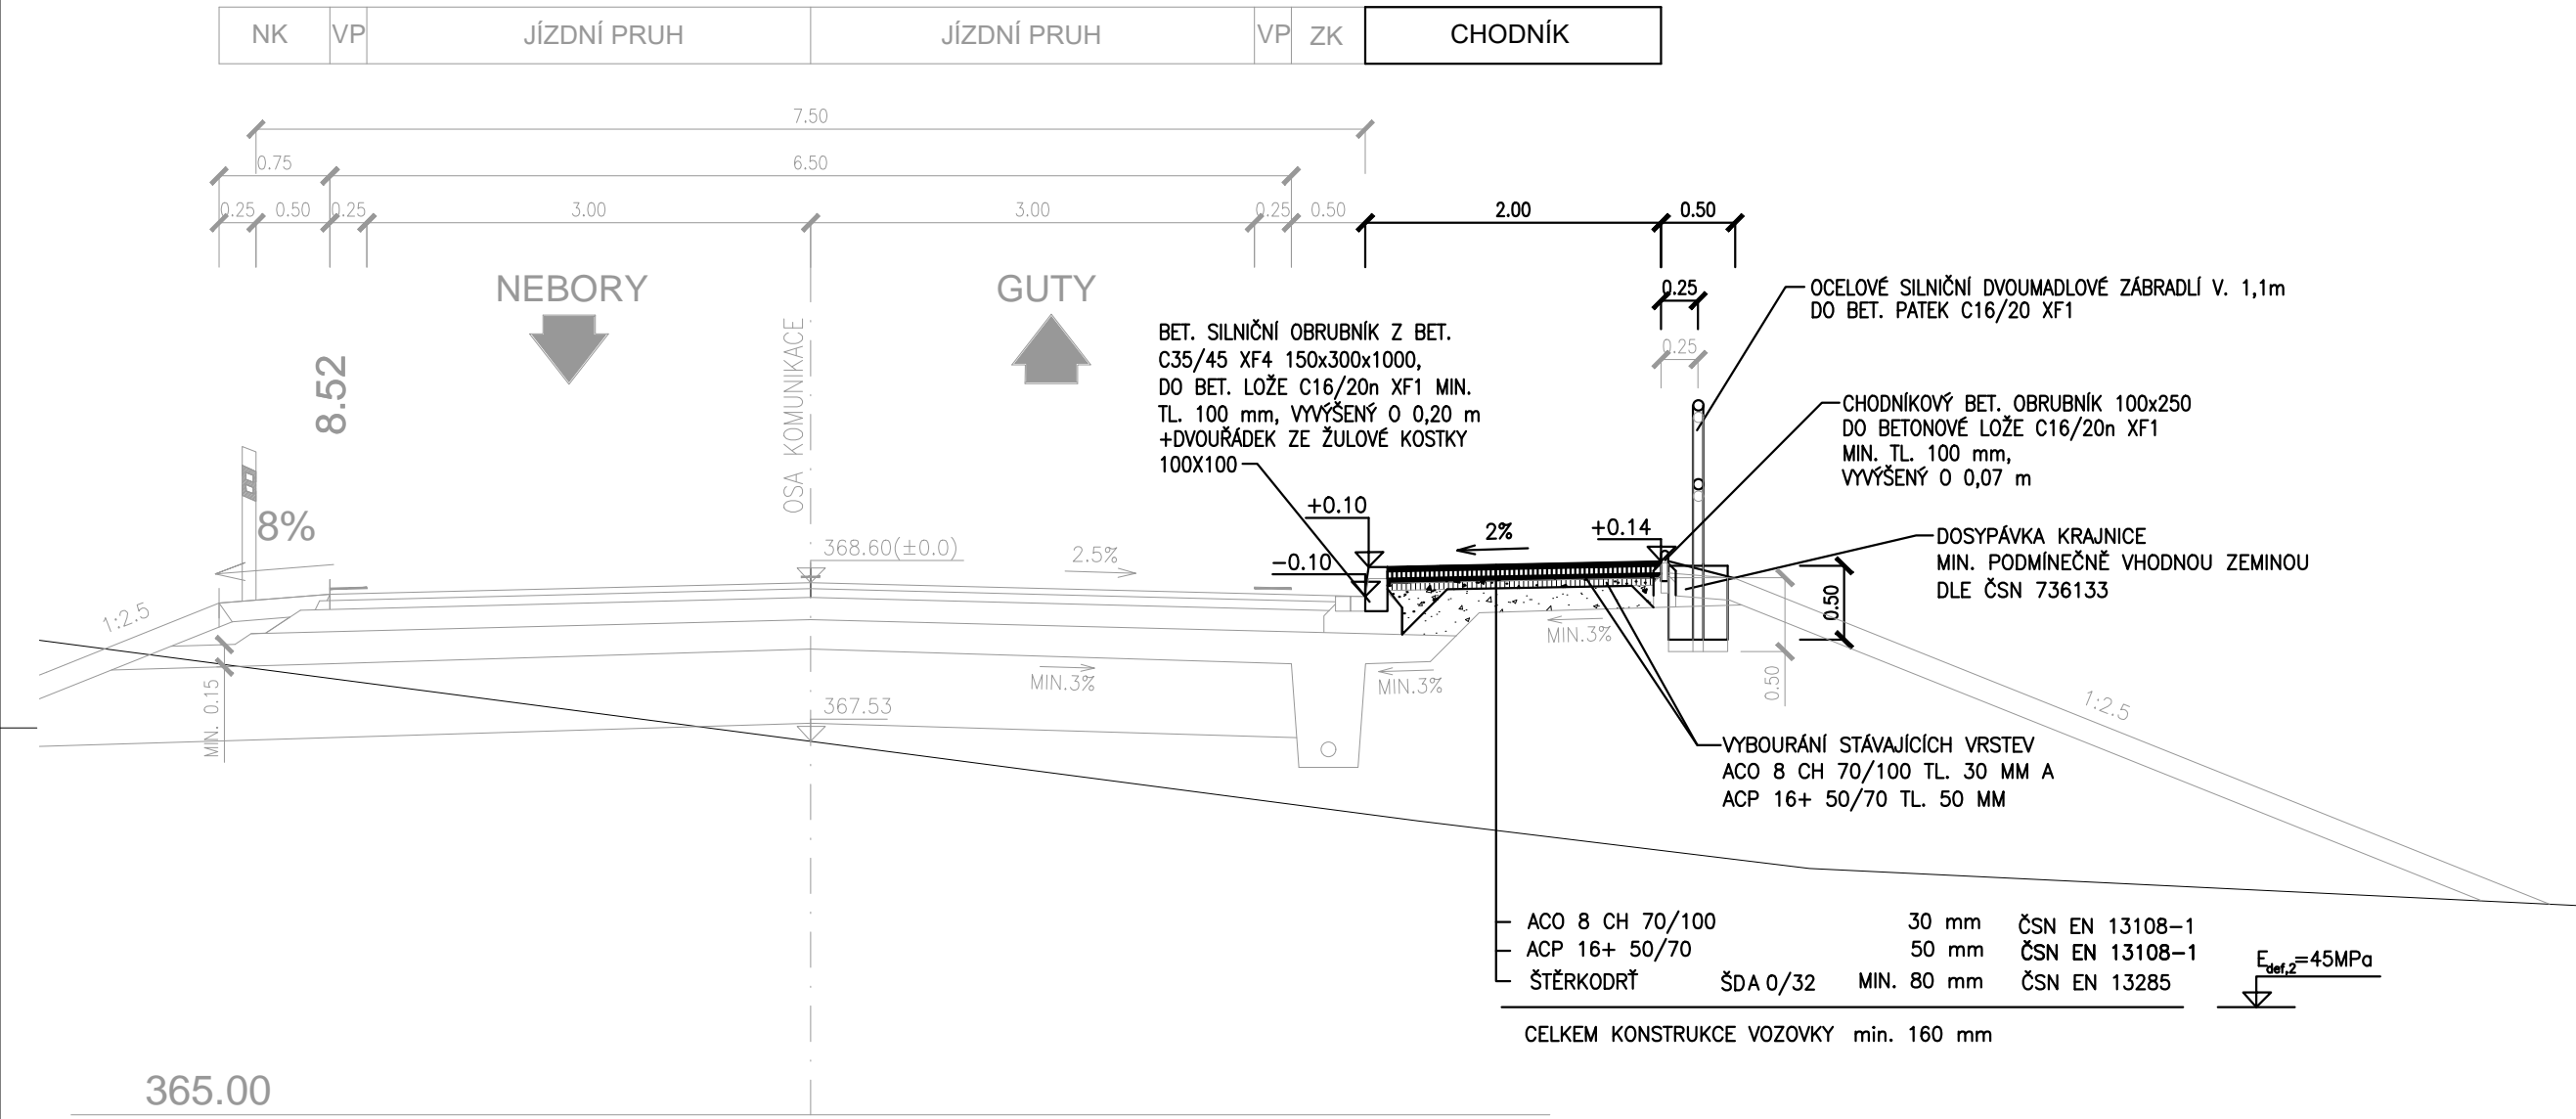 NK VP JÍZDNÍ PRUH JÍZDNÍ PRUH VP ZK CHODNÍK
7.50
0.75 6.50
0.25 0.50 0.25 3.00 3.00 0.25 0.50 2.00 0.50
NEBORY
GUTY
8.52
8%
OSA KOMUNIKACE
0.25
0.25
OCELOVÉ SILNIČNÍ DVOUMADLOVÉ ZÁBRADLÍ V. 1,1m
DO BET. PATEK C16/20 XF1
BET. SILNIČNÍ OBRUBNÍK Z BET.
C35/45 XF4 150x300x1000,
DO BET. LOŽE C16/20n XF1 MIN.
TL. 100 mm, VYVÝŠENÝ O 0,20 m
+DVOUŘÁDEK ZE ŽULOVÉ KOSTKY
100X100
CHODNÍKOVÝ BET. OBRUBNÍK 100x250
DO BETONOVÉ LOŽE C16/20n XF1
MIN. TL. 100 mm,
VYVÝŠENÝ O 0,07 m
DOSYPÁVKA KRAJNICE
MIN. PODMÍNEČNĚ VHODNOU ZEMINOU
DLE ČSN 736133
368.60(±0.0)
2.5%
+0.10
-0.10
2%
+0.14
0.50
0.50
1:2.5
MIN. 0.15
367.53
MIN.3%
MIN.3%
MIN.3%
1:2.5
VYBOURÁNÍ STÁVAJÍCÍCH VRSTEV
ACO 8 CH 70/100 TL. 30 MM A
ACP 16+ 50/70 TL. 50 MM
ACO 8 CH 70/100 30 mm ČSN EN 13108-1
ACP 16+ 50/70 50 mm ČSN EN 13108-1
ŠTĚRKODRŤ ŠDA 0/32 MIN. 80 mm ČSN EN 13285
Edef,2=45MPa
CELKEM KONSTRUKCE VOZOVKY min. 160 mm
365.00